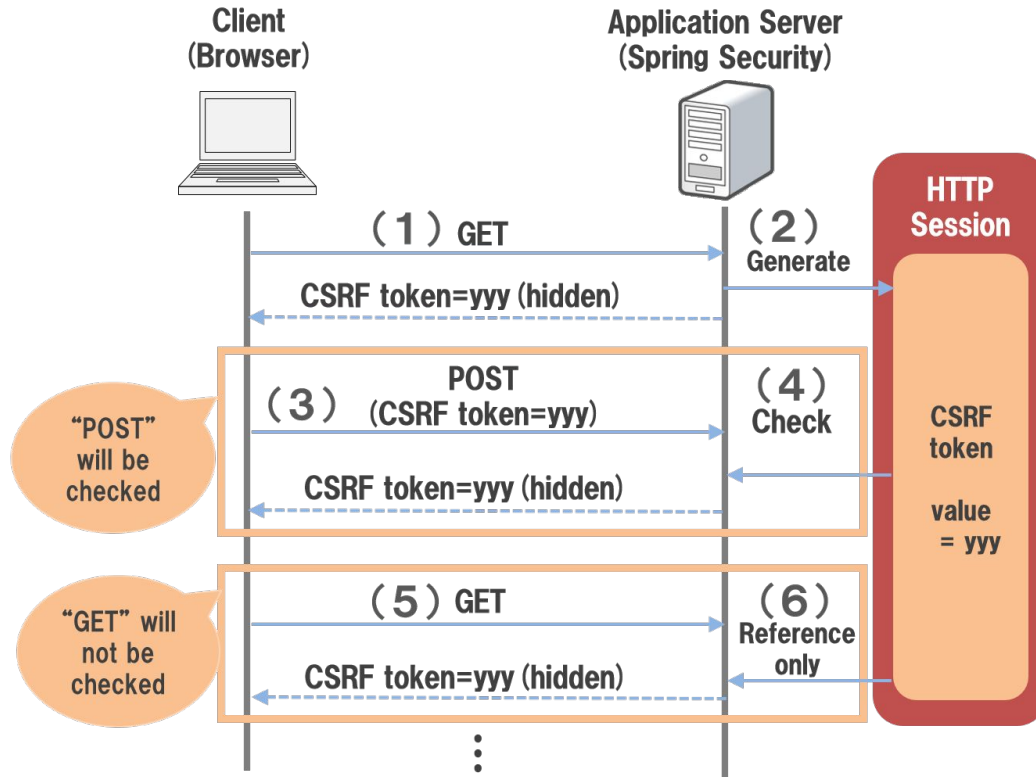 Client
(Browser)
Application Server
(Spring Security)
HTTP
Session
(1) GET
(2)
Generate
CSRF token=yyy (hidden)
POST
(3) (CSRF token=yyy)
(4)
Check
“POST”
will be
checked
CSRF token=yyy (hidden)
CSRF
token
value
= yyy
(5) GET
(6)
Reference
only
“GET” will
not be
checked
CSRF token=yyy (hidden)